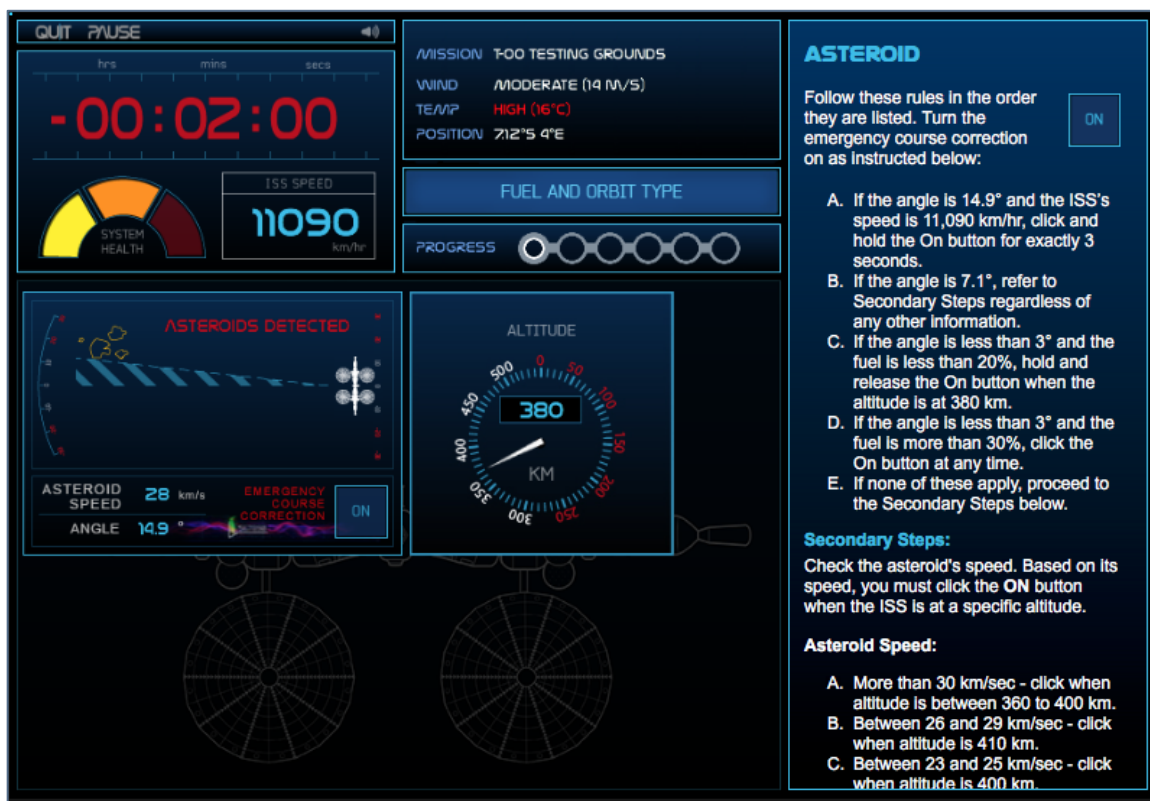 QUIT PAUSE
hrs mins secs
-00:02:00
SYSTEM
HEALTH
ISS SPEED
11090
km/hr
MISSION T-00 TESTING GROUNDS
WIND MODERATE (14 M/S)
TEMP HIGH (16°C)
POSITION 7.12°S 4°E
FUEL AND ORBIT TYPE
PROGRESS
ASTEROIDS DETECTED
ASTEROID
SPEED
28 km/s
ANGLE 14.9 °
EMERGENCY
COURSE
CORRECTION
ON
ALTITUDE
0
50
100
150
200
250
300
350
400
450
500
380
KM
ASTEROID
Follow these rules in the order
they are listed. Turn the
emergency course correction
on as instructed below:
ON
A. If the angle is 14.9° and the ISS's
speed is 11,090 km/hr, click and
hold the On button for exactly 3
seconds.
B. If the angle is 7.1°, refer to
Secondary Steps regardless of
any other information.
C. If the angle is less than 3° and the
fuel is less than 20%, hold and
release the On button when the
altitude is at 380 km.
D. If the angle is less than 3° and the
fuel is more than 30%, click the
On button at any time.
E. If none of these apply, proceed to
the Secondary Steps below.
Secondary Steps:
Check the asteroid's speed. Based on its
speed, you must click the ON button
when the ISS is at a specific altitude.
Asteroid Speed:
A. More than 30 km/sec - click when
altitude is between 360 to 400 km.
B. Between 26 and 29 km/sec - click
when altitude is 410 km.
C. Between 23 and 25 km/sec - click
when altitude is 400 km.